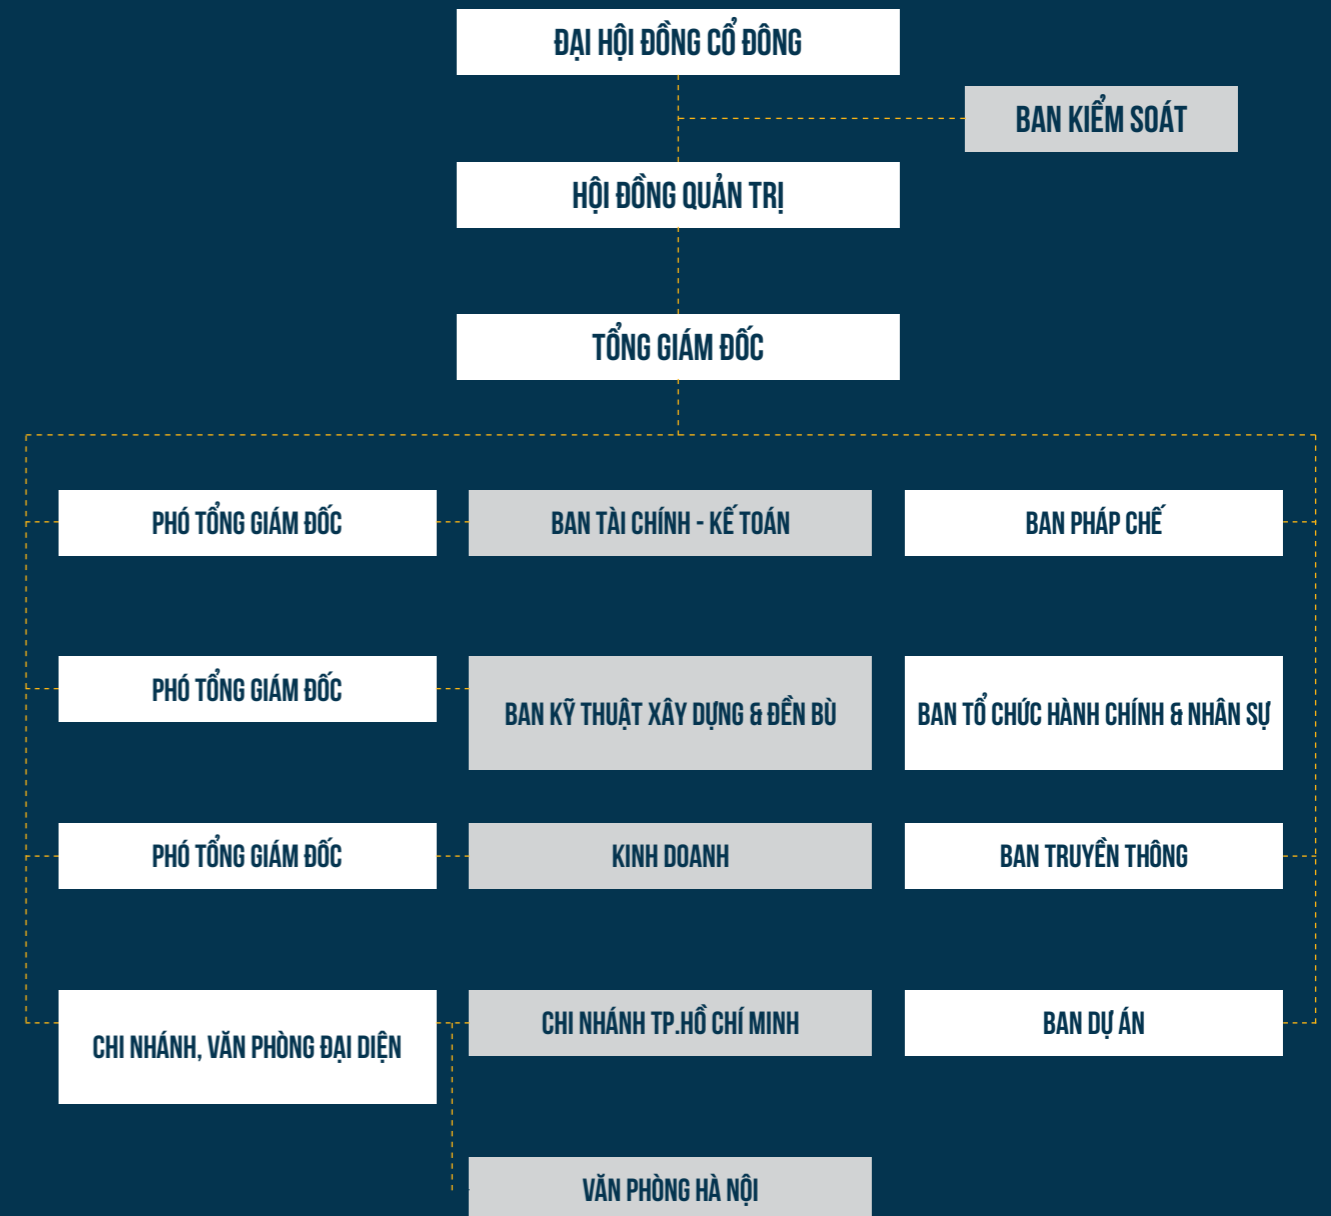 ĐẠI HỘI ĐỒNG CỔ ĐÔNG
BAN KIỂM SOÁT
HỘI ĐỒNG QUẢN TRỊ
TỔNG GIÁM ĐỐC
PHÓ TỔNG GIÁM ĐỐC
BAN TÀI CHÍNH - KẾ TOÁN
BAN PHÁP CHẾ
PHÓ TỔNG GIÁM ĐỐC
BAN KỸ THUẬT XÂY DỰNG & ĐỀN BÙ
BAN TỔ CHỨC HÀNH CHÍNH & NHÂN SỰ
PHÓ TỔNG GIÁM ĐỐC
KINH DOANH
BAN TRUYỀN THÔNG
CHI NHÁNH, VĂN PHÒNG ĐẠI DIỆN
CHI NHÁNH TP.HỒ CHÍ MINH
BAN DỰ ÁN
VĂN PHÒNG HÀ NỘI